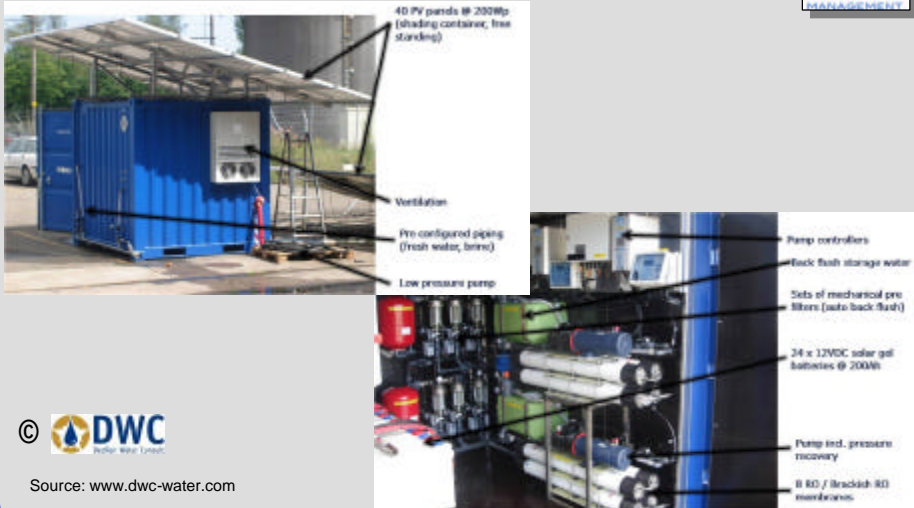 MANAGEMENT
40 PV panels @ 200Wp
(shading container, free
standing)
Ventilation
Pre configured piping
(fresh water, brine)
Low pressure pump
Pump controllers
Back flush storage water
Sets of mechanical pre
filters (auto back flush)
24 x 12VDC solar gel
batteries @ 200Ah
Pump incl. pressure
recovery
8 RO / Brackish RO
membranes
© DWC
Water
Source: www.dwc-water.com